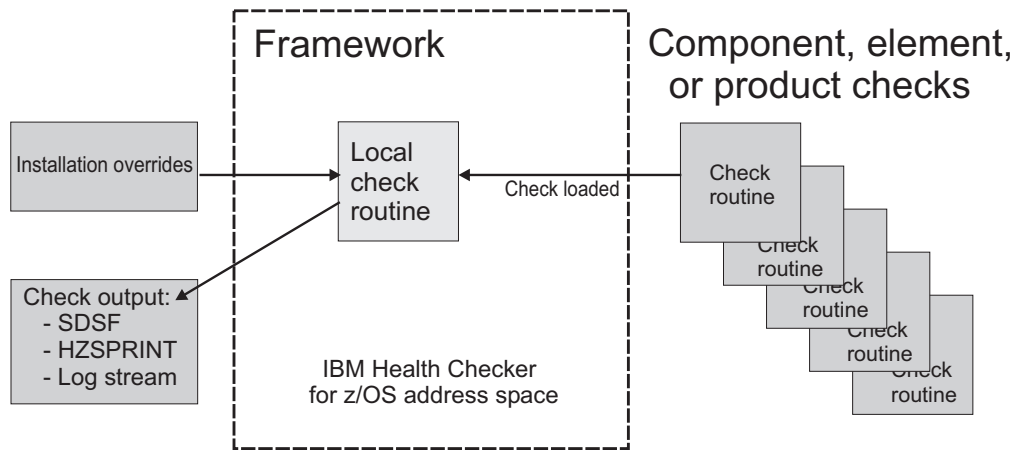 Framework
Component, element,
or product checks
Installation overrides
Local
check
routine
Check loaded
Check
routine
Check
routine
Check
routine
Check
routine
Check
routine
Check output:
- SDSF
- HZSPRINT
- Log stream
IBM Health Checker
for z/OS address space